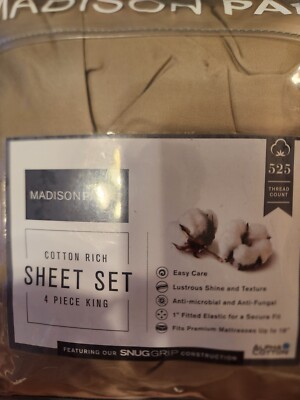 MADISON PA
525
THREAD
COUNT
MADISON
COTTON RICH
SHEET SET
4 PIECE KING
Easy Care
Lustrous Shine and Texture
Anti-microbial and Anti-Fungal
1" Fitted Elastic for a Secure Fit
Fits Premium Mattresses Up to 18"
FEATURING OUR SNUGGRIP CONSTRUCTION
ALPHA
COTTON